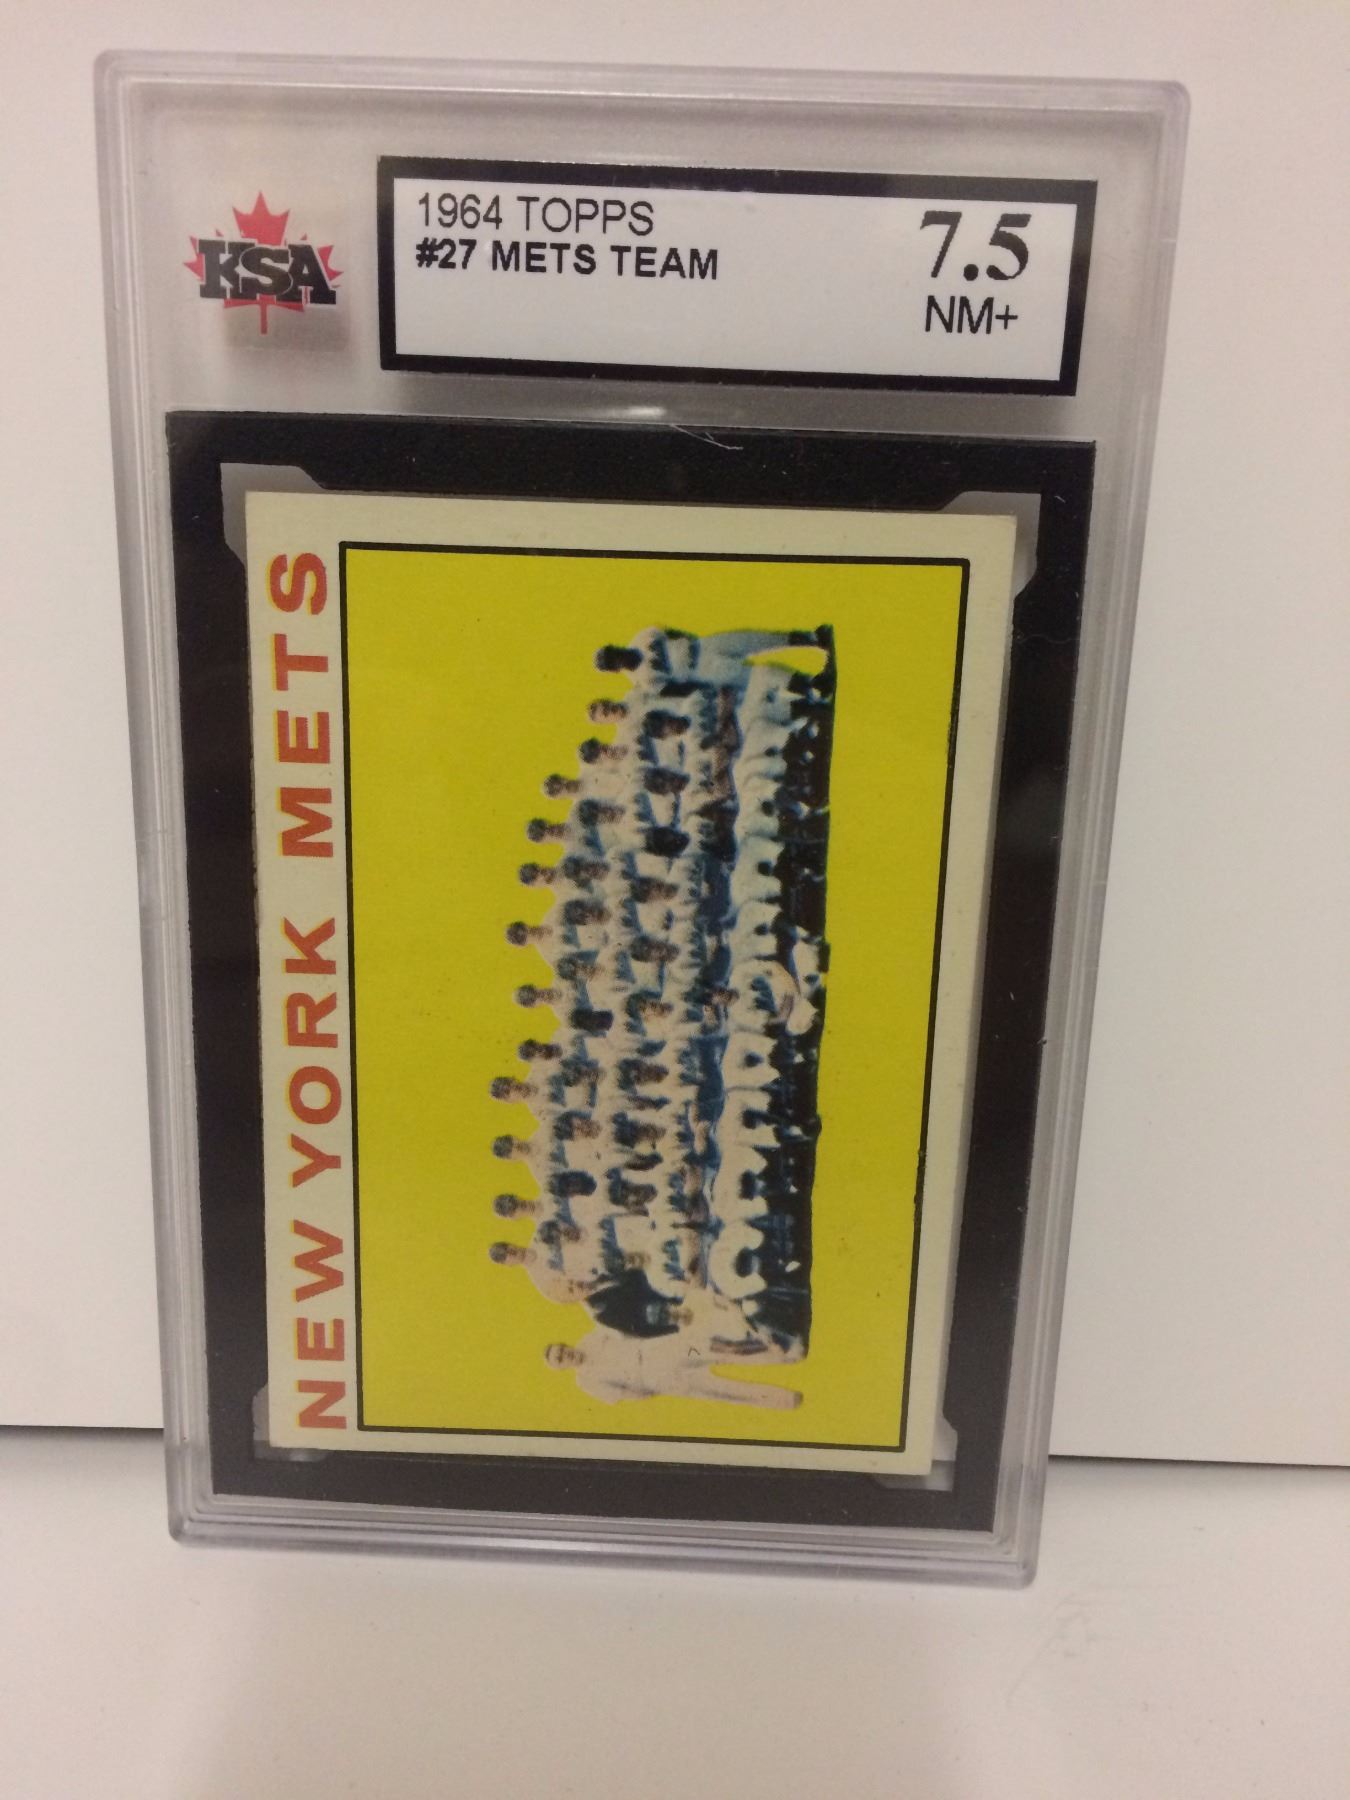 KSA
1964 TOPPS
#27 METS TEAM
7.5
NM+
NEW YORK METS